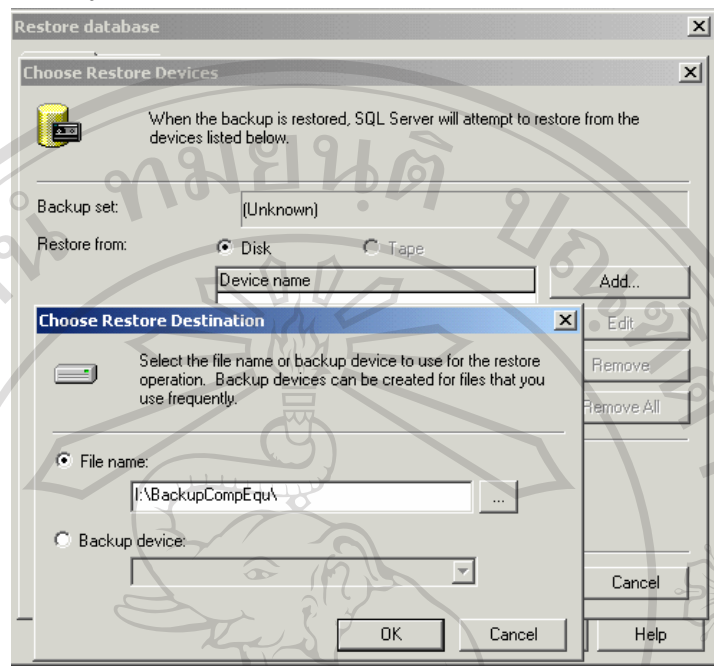 Restore database
Choose Restore Devices
When the backup is restored, SQL Server will attempt to restore from the
devices listed below.
Backup set:
(Unknown)
Restore from:
Disk
Tape
Device name
Add...
Edit
Remove
Remove All
Choose Restore Destination
Select the file name or backup device to use for the restore
operation. Backup devices can be created for files that you
use frequently.
File name:
I:\BackupCompEqu\
...
Backup device:
OK
Cancel
Cancel
Help